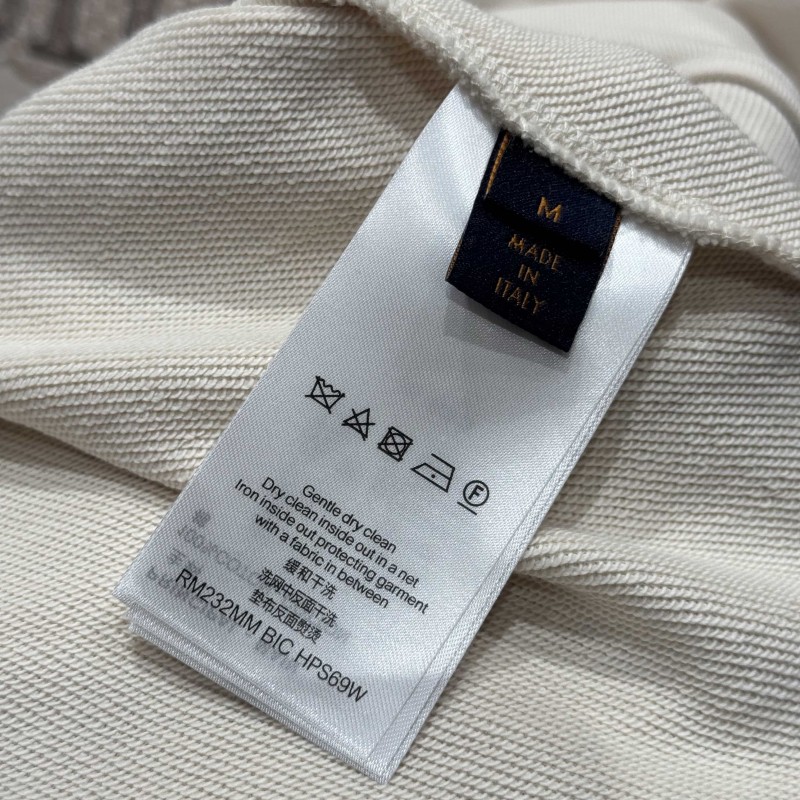 M
MADE
IN
ITALY
F
Gentle dry clean
Dry clean inside out in a net
Iron inside out protecting garment
with a fabric in between
缓和干洗
洗网中反面干洗
垫布反面熨烫
RM232MM BIC HPS69W